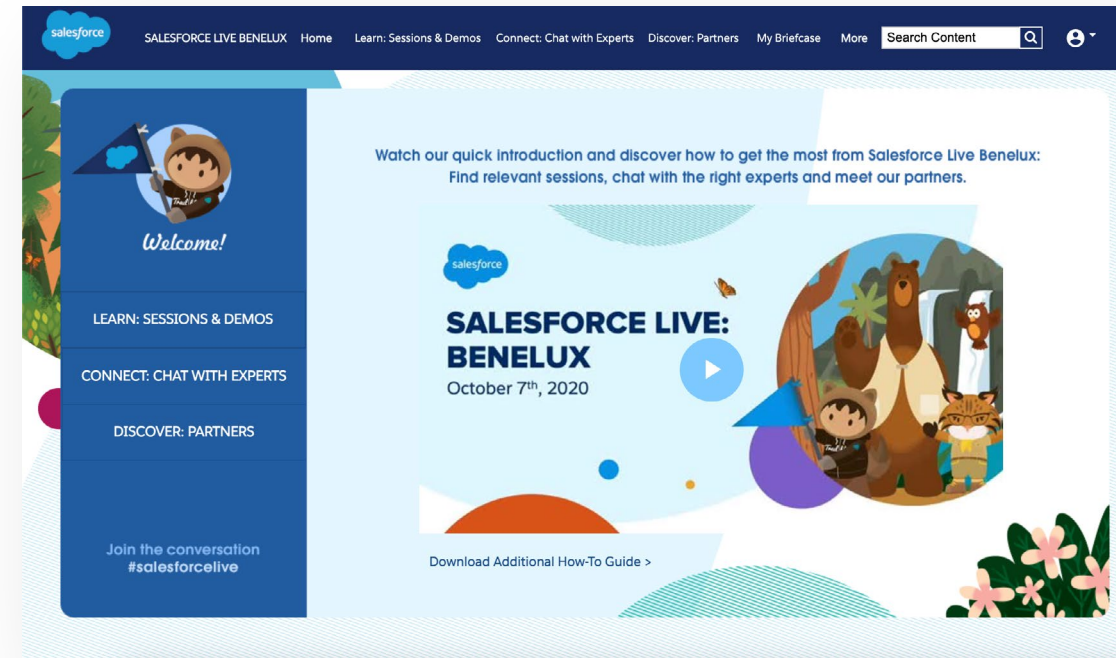 salesforce
SALESFORCE LIVE BENELUX Home Learn: Sessions & Demos Connect: Chat with Experts Discover: Partners My Briefcase More Search Content
Welcome!
LEARN: SESSIONS & DEMOS
CONNECT: CHAT WITH EXPERTS
DISCOVER: PARTNERS
Join the conversation
#salesforcelive
Watch our quick introduction and discover how to get the most from Salesforce Live Benelux:
Find relevant sessions, chat with the right experts and meet our partners.
salesforce
SALESFORCE LIVE:
BENELUX
October 7th, 2020
Download Additional How-To Guide >